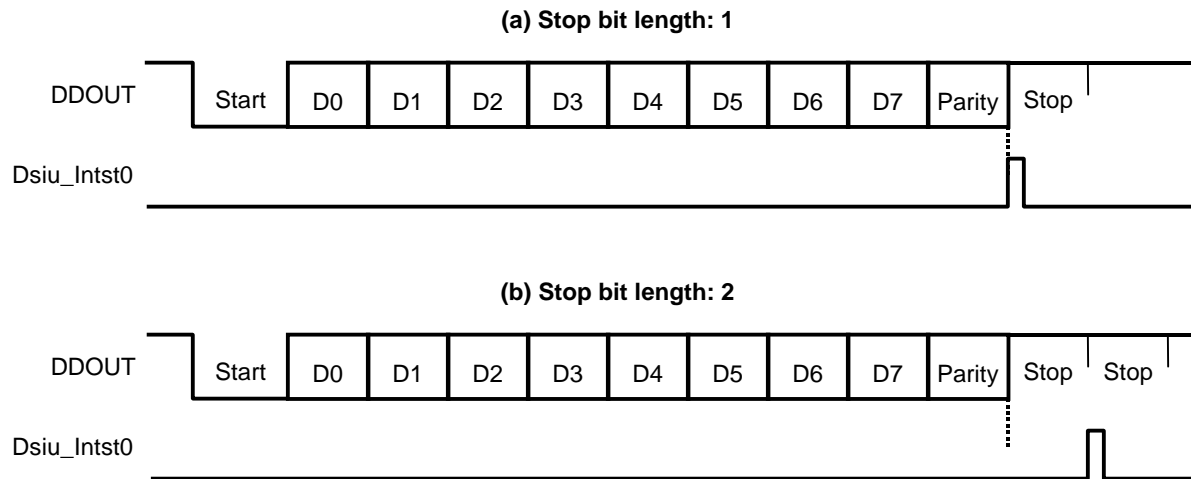 (a) Stop bit length: 1
DDOUT Start D0 D1 D2 D3 D4 D5 D6 D7 Parity Stop
Dsiu_Intst0
(b) Stop bit length: 2
DDOUT Start D0 D1 D2 D3 D4 D5 D6 D7 Parity Stop Stop
Dsiu_Intst0